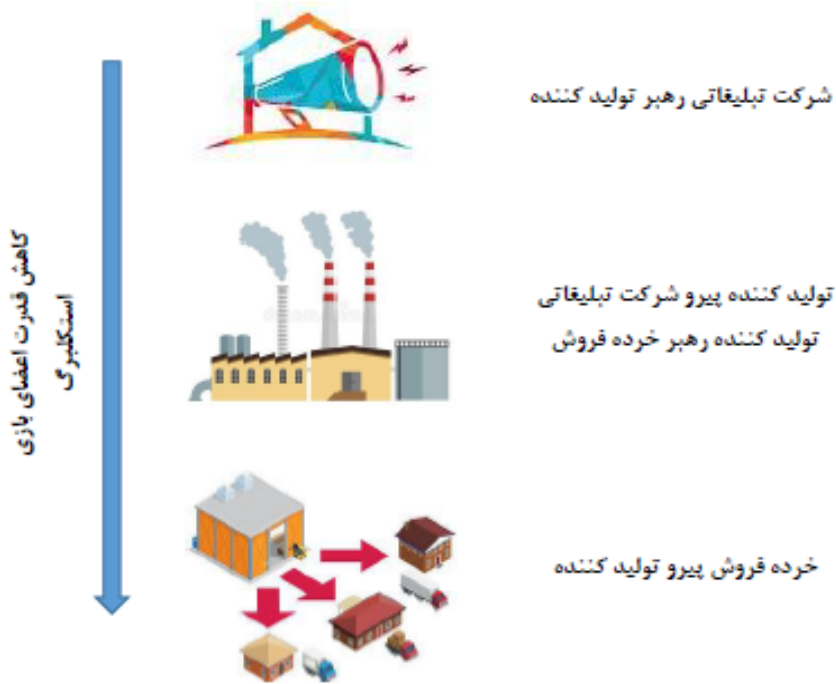 شرکت تبلیغاتی رهبر تولید کننده
تولید کننده پیرو شرکت تبلیغاتی
تولید کننده رهبر خرده فروش
خرده فروش پیرو تولید کننده
کاهش قدرت اعضای بازی
استکلبرگ